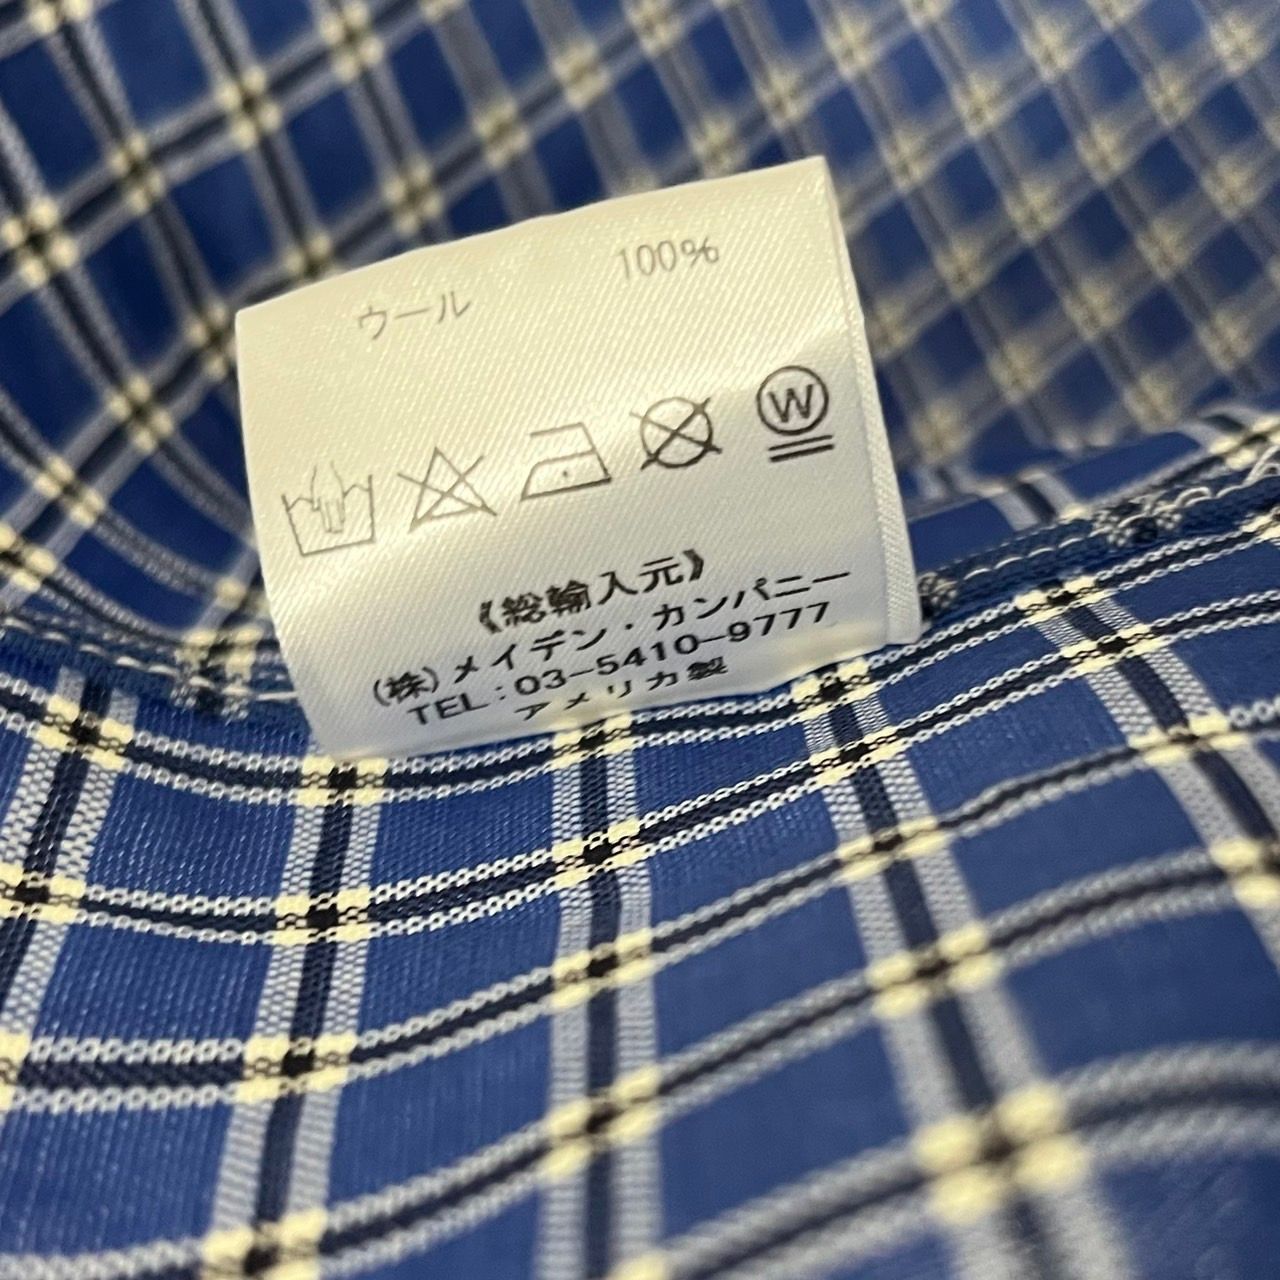 ウール 100%
W
《総輸入元》
(株)メイデン・カンパニー
TEL：03-5410-9777
アメリカ製